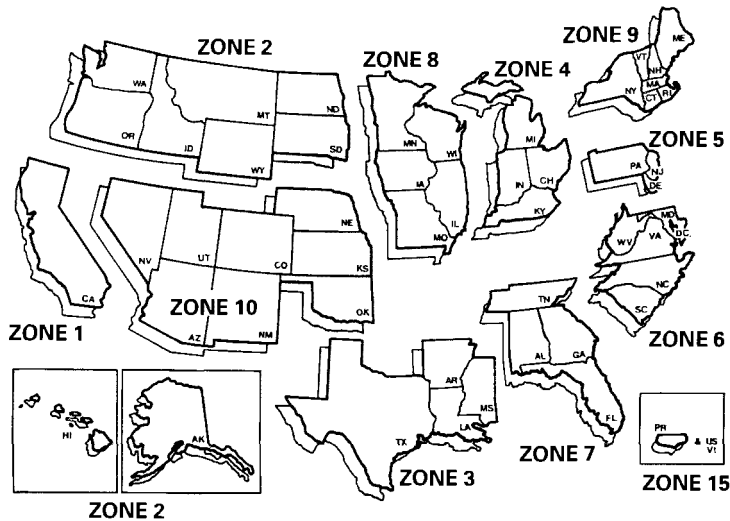 ZONE 2
ZONE 8
ZONE 4
ZONE 9
ZONE 5
ZONE 1
ZONE 10
ZONE 6
ZONE 3
ZONE 7
ZONE 15
ZONE 2
WA
OR
ID
MT
WY
ND
SD
CA
NV
UT
CO
AZ
NM
NE
KS
OK
MN
IA
WI
IL
MO
MI
IN
OH
KY
ME
VT
NH
MA
NY
CT
RI
PA
NJ
DE
MD
DC
WV
VA
NC
SC
TN
AL
GA
FL
TX
AR
LA
MS
HI
AK
PR
& US
VI